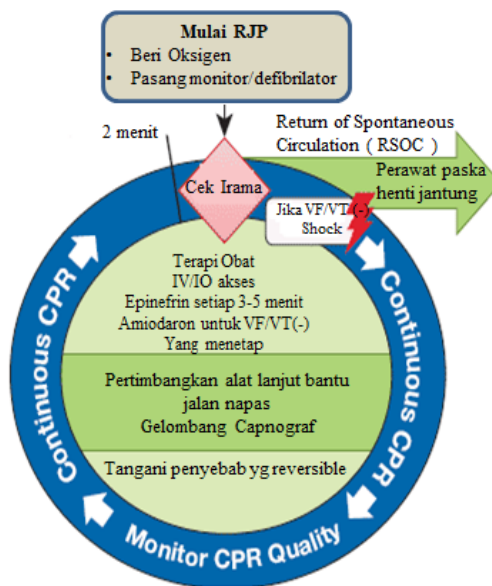 Mulai RJP
• Beri Oksigen
• Pasang monitor/defibrilator
2 menit
Return of Spontaneous
Circulation ( RSOC )
Perawat paska
henti jantung
Cek Irama
Jika VF/VT(-)
Shock
Terapi Obat
IV/IO akses
Epinefrin setiap 3-5 menit
Amiodaron untuk VF/VT(-)
Yang menetap
Pertimbangkan alat lanjut bantu
jalan napas
Gelombang Capnograf
Tangani penyebab yg reversible
Continuous CPR
Continuous CPR
Monitor CPR Quality